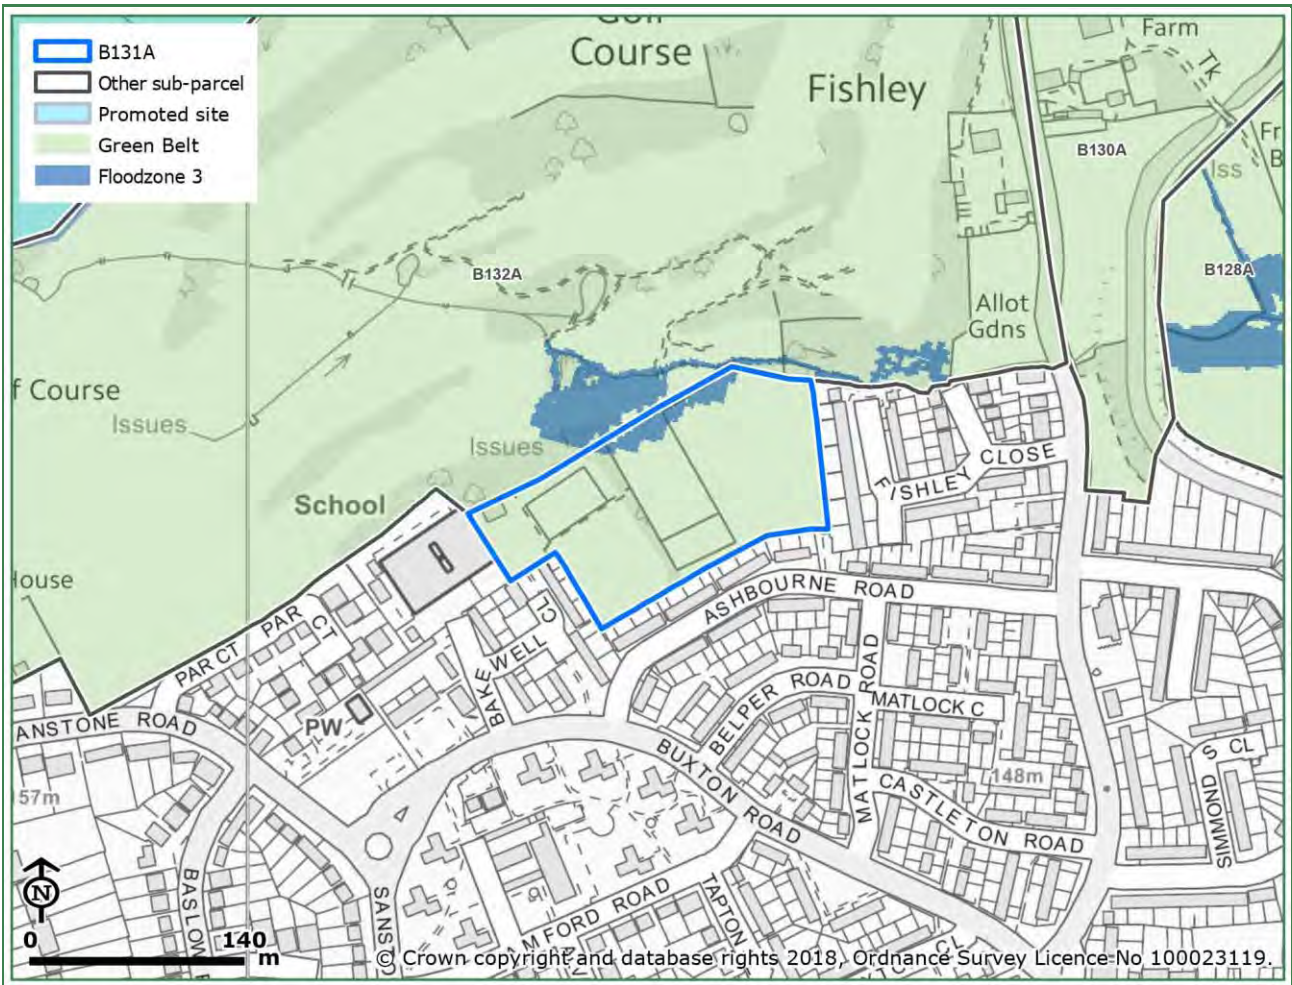 B131A
Other sub-parcel
Promoted site
Green Belt
Floodzone 3
Course
Fishley
Farm
Tk
B130A
Iss
B128A
B132A
Allot
Gdns
f Course
Issues
Issues
School
FISHLEY CLOSE
House
PAR CT
PAR CT
ASHBOURNE ROAD
BAKEWELL CL
BELPER ROAD
MATLOCK ROAD
MATLOCK C
ANSTONE ROAD
PW
BUXTON ROAD
148m
CASTLETON ROAD
SIMMONDS CL
57m
BASLOW
SANST
AMFORD ROAD
TAPTON
N
0 140 m
© Crown copyright and database rights 2018, Ordnance Survey Licence No 100023119.